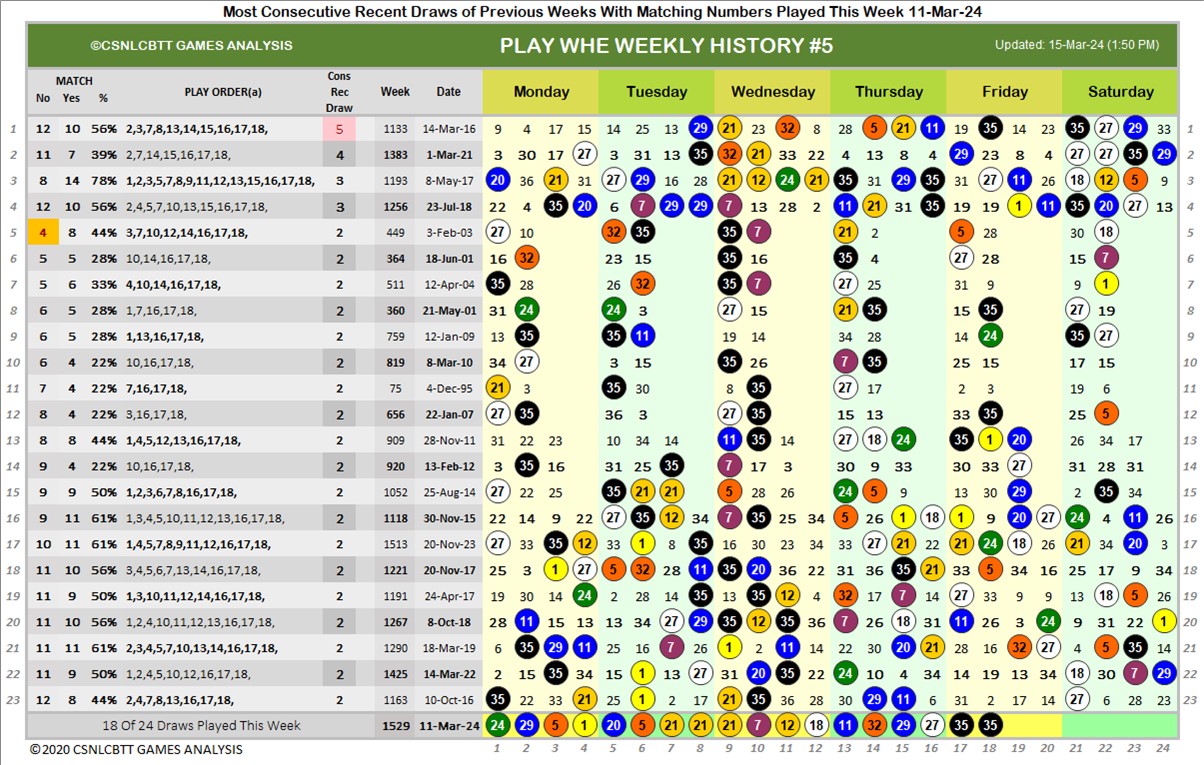 Most Consecutive Recent Draws of Previous Weeks With Matching Numbers Played This Week 11-Mar-24
©CSNLCBTT GAMES ANALYSIS PLAY WHE WEEKLY HISTORY #5 Updated: 15-Mar-24 (1:50 PM)
MATCH No Yes % PLAY ORDER(a) Cons Rec Draw Week Date Monday Tuesday Wednesday Thursday Friday Saturday
1 12 10 56% 2,3,7,8,13,14,15,16,17,18, 5 1133 14-Mar-16 9 4 17 15 14 25 13 29 21 23 32 8 28 5 21 11 19 35 14 23 35 27 29 33 1
2 11 7 39% 2,7,14,15,16,17,18, 4 1383 1-Mar-21 3 30 17 27 3 31 13 35 32 21 33 22 4 13 8 4 29 23 8 4 27 27 35 29 2
3 8 14 78% 1,2,3,5,7,8,9,11,12,13,15,16,17,18, 3 1193 8-May-17 20 36 21 31 27 29 16 28 21 12 24 21 35 31 29 35 31 27 11 26 18 12 5 9 3
4 12 10 56% 2,4,5,7,10,13,15,16,17,18, 3 1256 23-Jul-18 22 4 35 20 6 7 29 29 7 13 28 2 11 21 31 35 19 19 1 11 35 20 27 13 4
5 4 8 44% 3,7,10,12,14,16,17,18, 2 449 3-Feb-03 27 10 32 35 35 7 21 2 5 28 30 18 5
6 5 5 28% 10,14,16,17,18, 2 364 18-Jun-01 16 32 23 15 35 16 35 4 27 28 15 7 6
7 5 6 33% 4,10,14,16,17,18, 2 511 12-Apr-04 35 28 26 32 35 7 27 25 31 9 9 1 7
8 6 5 28% 1,7,16,17,18, 2 360 21-May-01 31 24 24 3 27 15 21 35 15 35 27 19 8
9 6 5 28% 1,13,16,17,18, 2 759 12-Jan-09 13 35 35 11 19 14 34 28 14 24 35 27 9
10 6 4 22% 10,16,17,18, 2 819 8-Mar-10 34 27 3 15 35 26 7 35 25 15 17 15 10
11 7 4 22% 7,16,17,18, 2 75 4-Dec-95 21 3 35 30 8 35 27 17 2 3 19 6 11
12 8 4 22% 3,16,17,18, 2 656 22-Jan-07 27 35 36 3 27 35 15 13 33 35 25 5 12
13 8 8 44% 1,4,5,12,13,16,17,18, 2 909 28-Nov-11 31 22 23 10 34 14 11 35 14 27 18 24 35 1 20 26 34 17 13
14 9 4 22% 10,16,17,18, 2 920 13-Feb-12 3 35 16 31 25 35 7 17 3 30 9 33 30 33 27 31 28 31 14
15 9 9 50% 1,2,3,6,7,8,16,17,18, 2 1052 25-Aug-14 27 22 25 35 21 21 5 28 26 24 5 9 13 30 29 2 35 34 15
16 9 11 61% 1,3,4,5,10,11,12,13,16,17,18, 2 1118 30-Nov-15 22 14 9 22 27 35 12 34 7 35 25 34 5 26 1 18 1 9 20 27 24 4 11 26 16
17 10 11 61% 1,4,5,7,8,9,11,12,16,17,18, 2 1513 20-Nov-23 27 33 35 12 33 1 8 35 16 30 23 34 33 27 21 22 21 24 18 26 21 34 20 3 17
18 11 10 56% 3,4,5,6,7,13,14,16,17,18, 2 1221 20-Nov-17 25 3 1 27 5 32 28 11 35 20 36 22 31 36 35 21 33 5 34 16 25 17 9 34 18
19 11 9 50% 1,3,10,11,12,14,16,17,18, 2 1191 24-Apr-17 19 30 14 24 2 28 14 35 13 35 12 4 32 17 7 14 27 33 9 9 13 18 5 26 19
20 11 10 56% 1,2,4,10,11,12,13,16,17,18, 2 1267 8-Oct-18 28 11 15 13 13 34 27 29 35 12 35 36 7 26 18 31 11 26 3 24 9 31 22 1 20
21 11 11 61% 2,3,4,5,7,10,13,14,16,17,18, 2 1290 18-Mar-19 6 35 29 11 25 16 7 26 1 2 11 14 22 30 20 21 28 16 32 27 4 5 35 14 21
22 11 9 50% 1,2,4,5,10,12,16,17,18, 2 1425 14-Mar-22 2 15 35 34 15 1 13 27 31 20 35 12 24 10 4 34 14 19 13 34 18 30 7 29 22
23 12 8 44% 2,4,7,8,13,16,17,18, 2 1163 10-Oct-16 35 22 33 21 15 1 2 17 21 35 36 28 34 29 11 6 31 2 14 17 27 6 28 23 23
18 Of 24 Draws Played This Week 1529 11-Mar-24 24 29 5 1 20 5 21 21 21 7 12 18 11 32 29 27 35 35
©2020 CSNLCBTT GAMES ANALYSIS 1 2 3 4 5 6 7 8 9 10 11 12 13 14 15 16 17 18 19 20 21 22 23 24